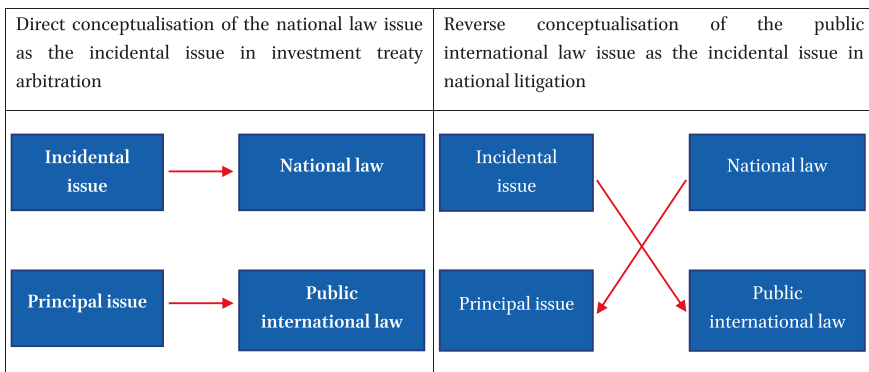 Direct conceptualisation of the national law issue
as the incidental issue in investment treaty
arbitration
Reverse conceptualisation of the public
international law issue as the incidental issue in
national litigation
Incidental
issue
National law
Principal issue
Public
international law
Incidental
issue
National law
Principal issue
Public
international law